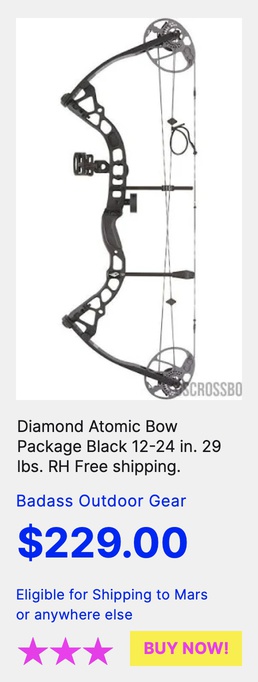 SCROSSBO
Diamond Atomic Bow
Package Black 12-24 in. 29
lbs. RH Free shipping.
Badass Outdoor Gear
$229.00
Eligible for Shipping to Mars
or anywhere else
BUY NOW!